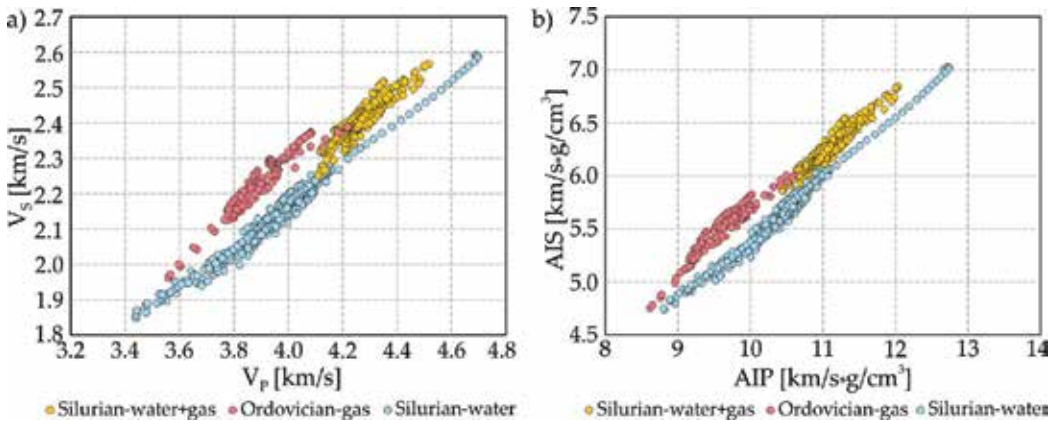 a)
2.7
2.6
2.5
2.4
2.3
2.2
2.1
2.0
1.9
1.8
Vₛ [km/s]
3.2 3.4 3.6 3.8 4.0 4.2 4.4 4.6 4.8
Vₚ [km/s]
Silurian-water+gas Ordovician-gas Silurian-water
b)
7.5
7.0
6.5
6.0
5.5
5.0
4.5
AIS [km/s•g/cm³]
8 9 10 11 12 13 14
AIP [km/s•g/cm³]
Silurian-water+gas Ordovician-gas Silurian-water